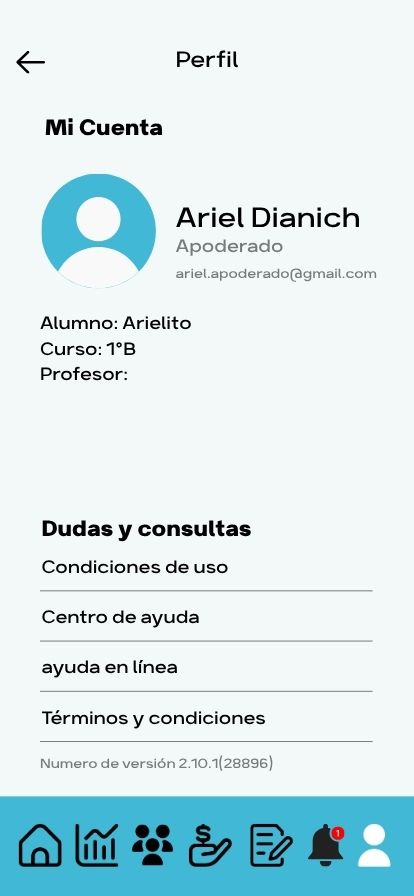 Perfil
Mi Cuenta
Ariel Dianich
Apoderado
ariel.apoderado@gmail.com
Alumno: Arielito
Curso: 1°B
Profesor:
Dudas y consultas
Condiciones de uso
Centro de ayuda
ayuda en línea
Términos y condiciones
Numero de versión 2.10.1(28896)
$
1